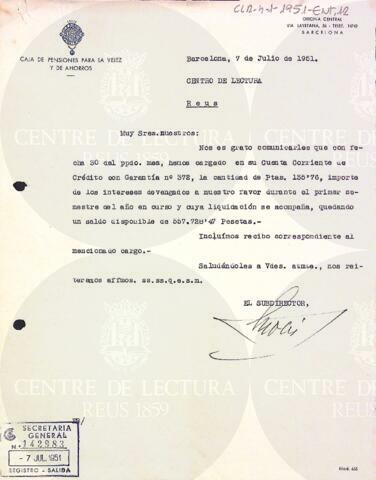 CLR-h-1-1951-Ent.12
OFICINA CENTRAL
VIA LAYETANA, 56 - TELEF.
BARCELONA
CAJA DE PENSIONES PARA LA VEJEZ
Y DE AHORROS
Barcelona, 7 de Julio de 1951.
CENTRO DE LECTURA
Reus
Muy Sres. nuestros:
Nos es grato comunicarles que con fe-
cha 30 del ppdo. mes, hemos cargado en su Cuenta Corriente de
Crédito con Garantía nº 372, la cantidad de Ptas. 135'76, importe
de los intereses devengados a nuestro favor durante el primer se-
mestre del año en curso y cuya liquidación se acompaña, quedando
un saldo disponible de 557.728'47 Pesetas.-
Incluímos recibo correspondiente al
mencionado cargo.-
Saludándoles a Vdes. atmte., nos rei-
teramos affmos. ss.ss.q.e.s.m.
EL SUBDIRECTOR,
CENTRE DE LECTURA
REUS 1859
SECRETARIA
GENERAL
N.º 142983
- 7 JUL. 1951
REGISTRO - SALIDA